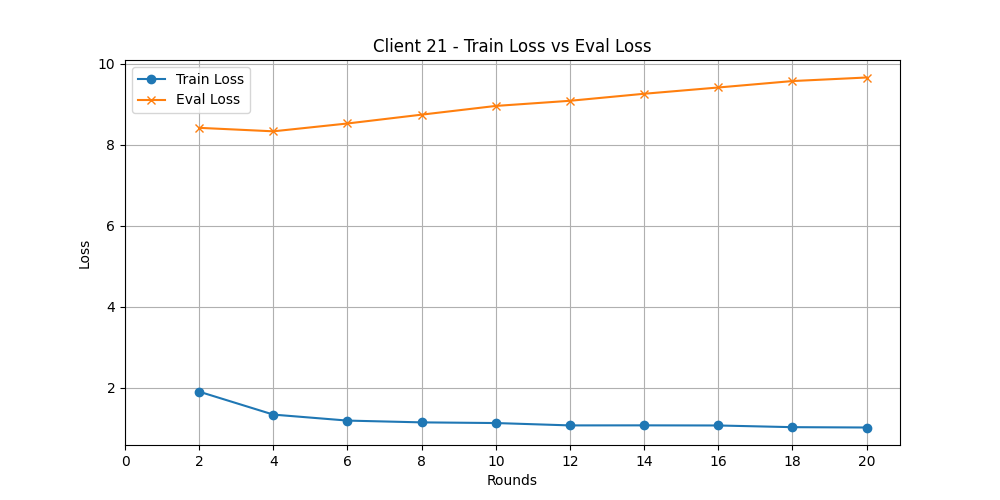 Client 21 - Train Loss vs Eval Loss
Train Loss
Eval Loss
10
8
6
4
2
Loss
0 2 4 6 8 10 12 14 16 18 20
Rounds